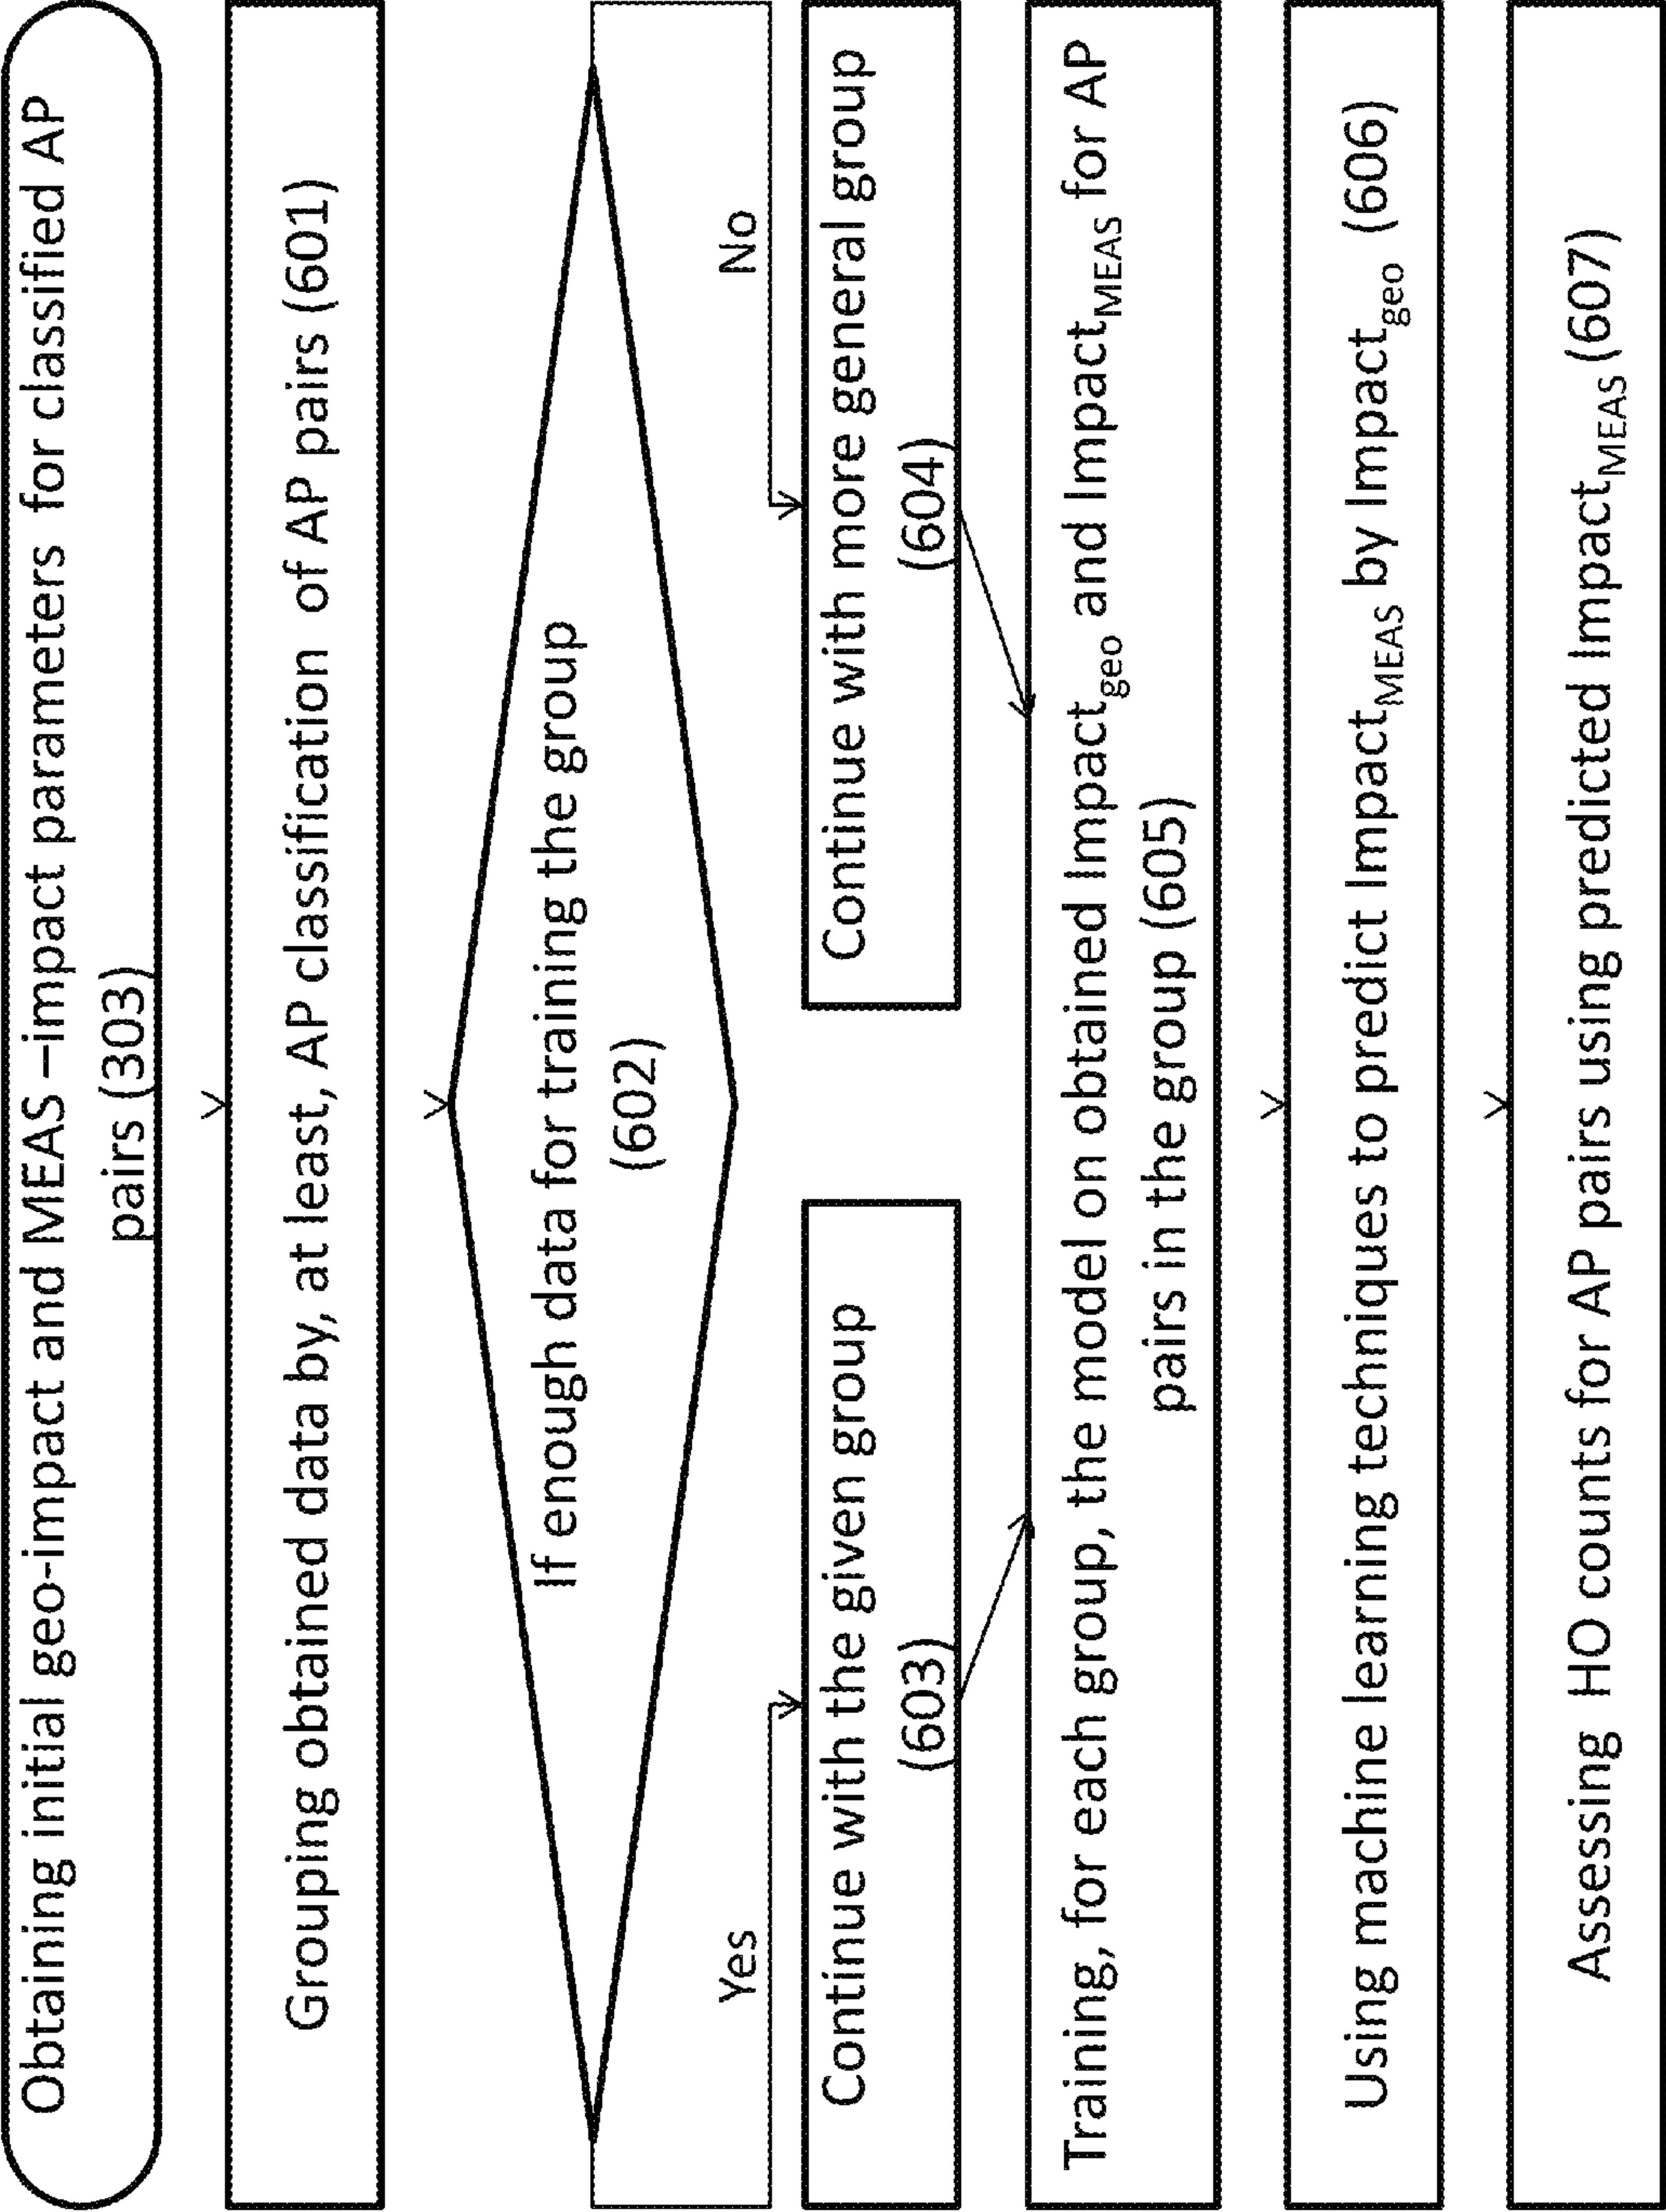 Obtaining initial geo-impact and MEAS –impact parameters for classified AP
pairs (303)
Grouping obtained data by, at least, AP classification of AP pairs (601)
If enough data for training the group
(602)
Yes
No
Continue with the given group
(603)
Continue with more general group
(604)
Training, for each group, the model on obtained Impactgeo and ImpactMEAS for AP
pairs in the group (605)
Using machine learning techniques to predict ImpactMEAS by Impactgeo (606)
Assessing HO counts for AP pairs using predicted ImpactMEAS (607)